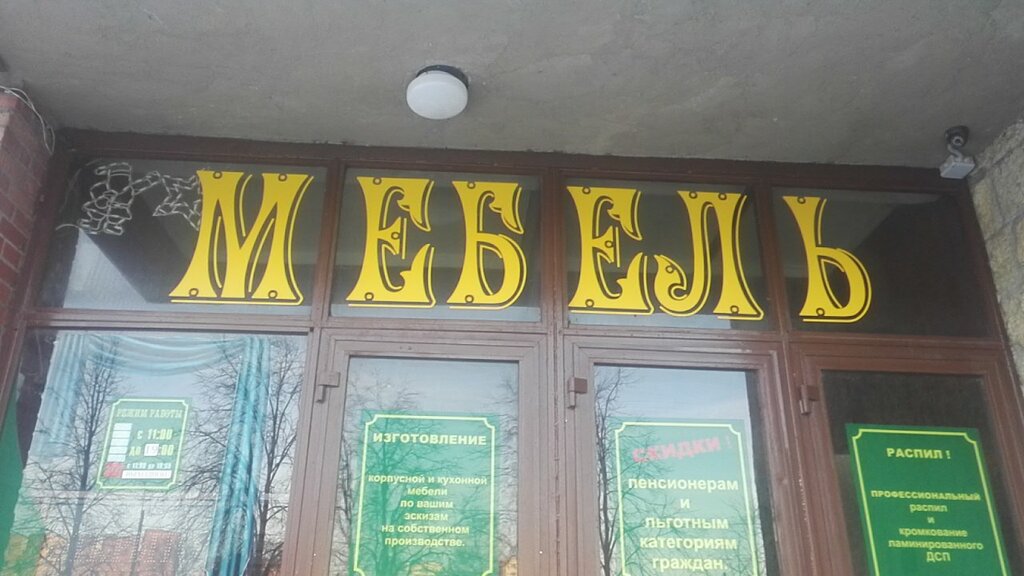 МЕБЕЛЬ
РЕЖИМ РАБОТЫ
с 11:00
до
ИЗГОТОВЛЕНИЕ
корпусной и кухонной
мебели
по вашим
эскизам
на собственном
производстве.
СКИДКИ !
пенсионерам
и
льготным
категориям
граждан.
РАСПИЛ !
ПРОФЕССИОНАЛЬНЫЙ
распил
и
кромкование
ламинированного
ДСП